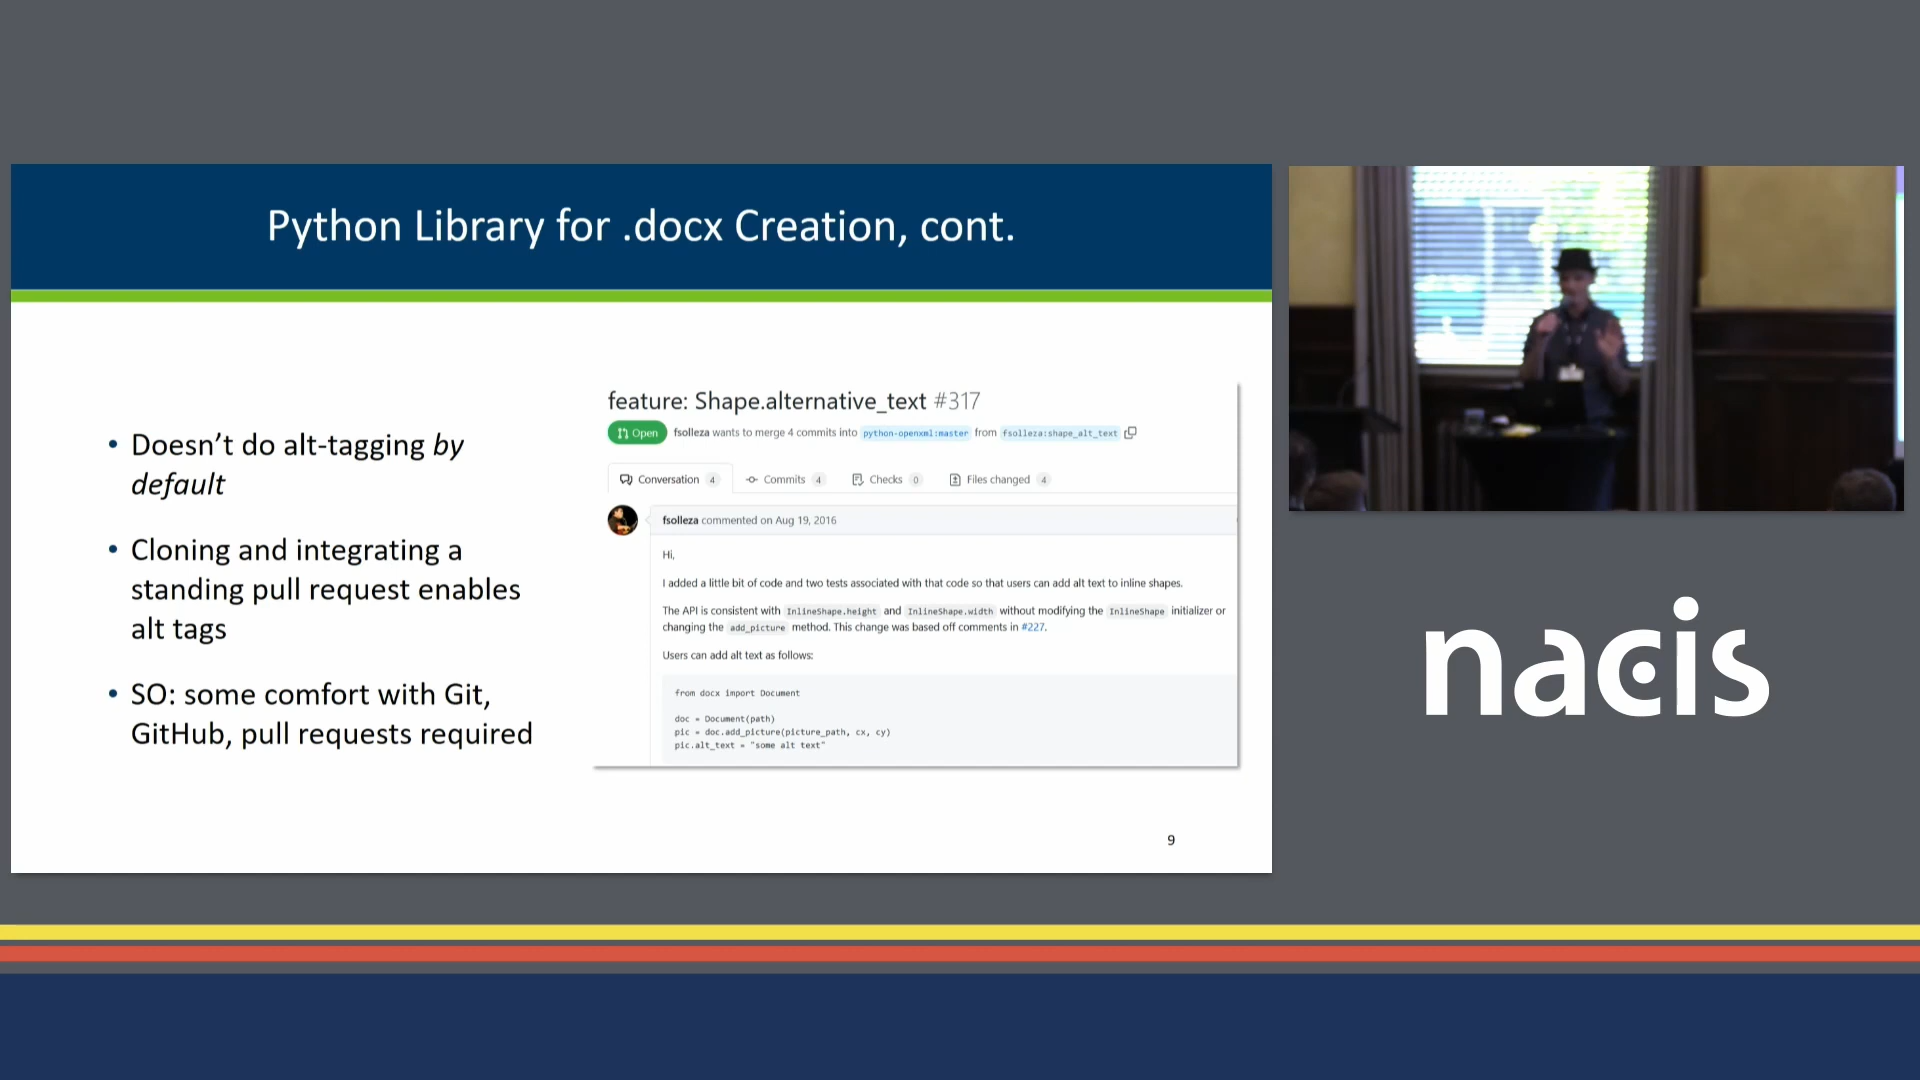 Python Library for .docx Creation, cont.
• Doesn’t do alt-tagging by
default
• Cloning and integrating a
standing pull request enables
alt tags
• SO: some comfort with Git,
GitHub, pull requests required
feature: Shape.alternative_text #317
Open fsolleza wants to merge 4 commits into python-openxml:master from fsolleza:shape_alt_text
Conversation 4 Commits 4 Checks 0 Files changed 4
fsolleza commented on Aug 19, 2016
Hi,
I added a little bit of code and two tests associated with that code so that users can add alt text to inline shapes.
The API is consistent with InlineShape.height and InlineShape.width without modifying the InlineShape initializer or
changing the add_picture method. This change was based off comments in #227.
Users can add alt text as follows:
from docx import Document
doc = Document(path)
pic = doc.add_picture(picture_path, cx, cy)
pic.alt_text = "some alt text"
9
nacis